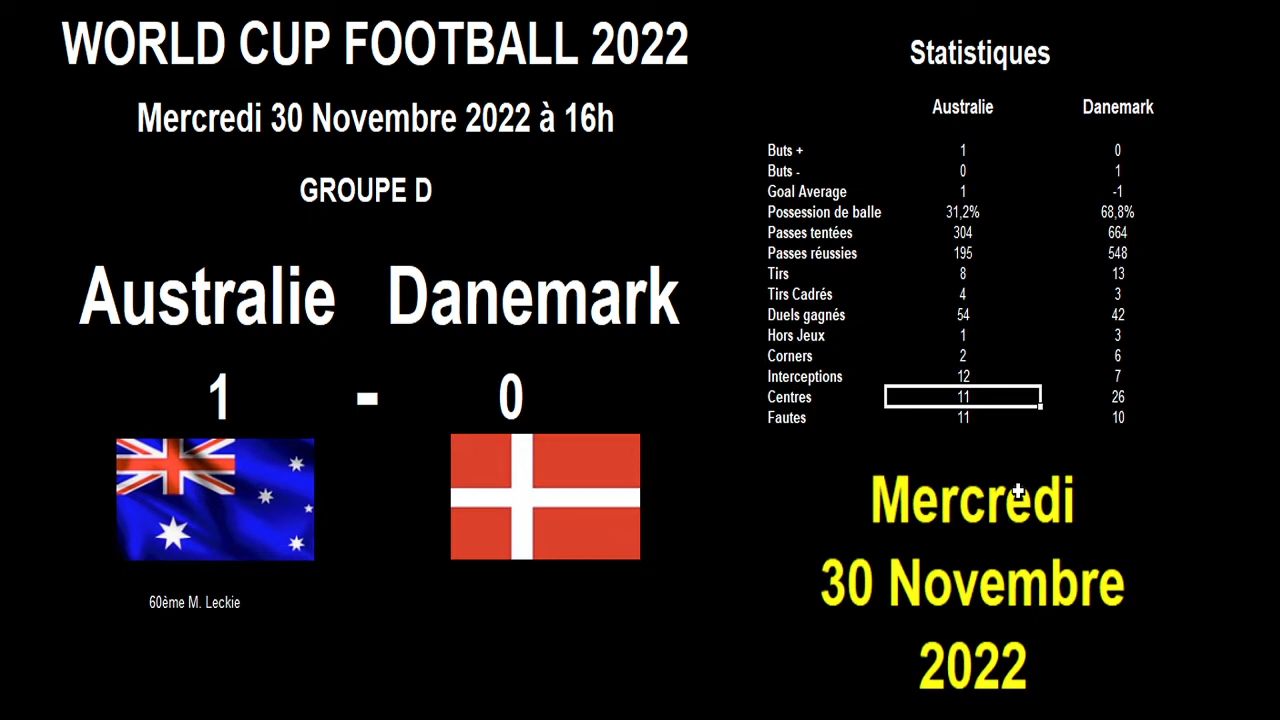 WORLD CUP FOOTBALL 2022
Mercredi 30 Novembre 2022 à 16h
GROUPE D
Australie Danemark
1 - 0
60ème M. Leckie
Statistiques
Australie Danemark
Buts + 1 0
Buts - 0 1
Goal Average 1 -1
Possession de balle 31,2% 68,8%
Passes tentées 304 664
Passes réussies 195 548
Tirs 8 13
Tirs Cadrés 4 3
Duels gagnés 54 42
Hors Jeux 1 3
Corners 2 6
Interceptions 12 7
Centres 11 26
Fautes 11 10
Mercredi
30 Novembre
2022